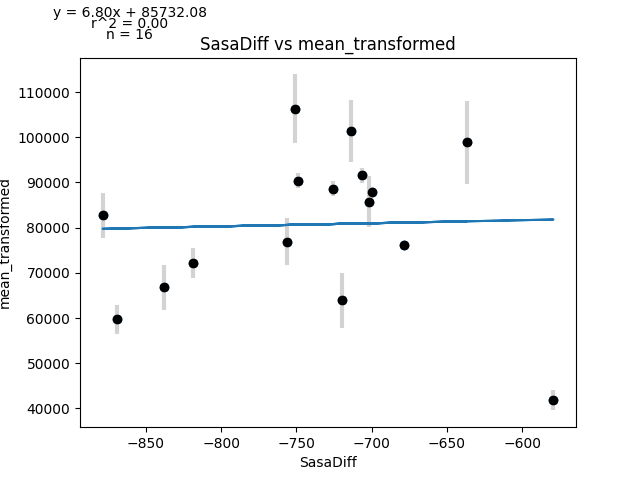 y = 6.80x + 85732.08
r^2 = 0.00
n = 16
SasaDiff vs mean_transformed
110000
100000
90000
80000
70000
60000
50000
40000
mean_transformed
−850
−800
−750
−700
−650
−600
SasaDiff